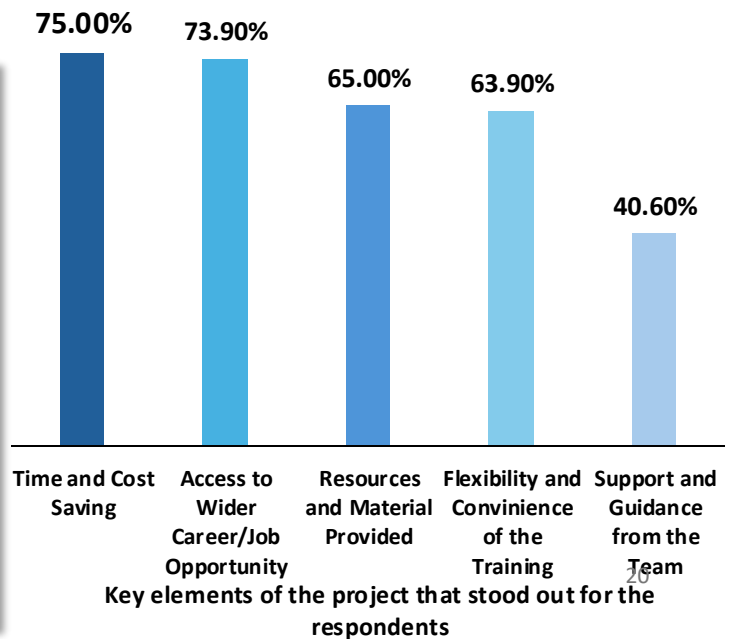 75.00%
73.90%
65.00%
63.90%
40.60%
Time and Cost
Saving
Access to
Wider
Career/Job
Opportunity
Resources
and Material
Provided
Flexibility and
Convinience
of the
Training
Support and
Guidance
from the
Team
20
Key elements of the project that stood out for the
respondents